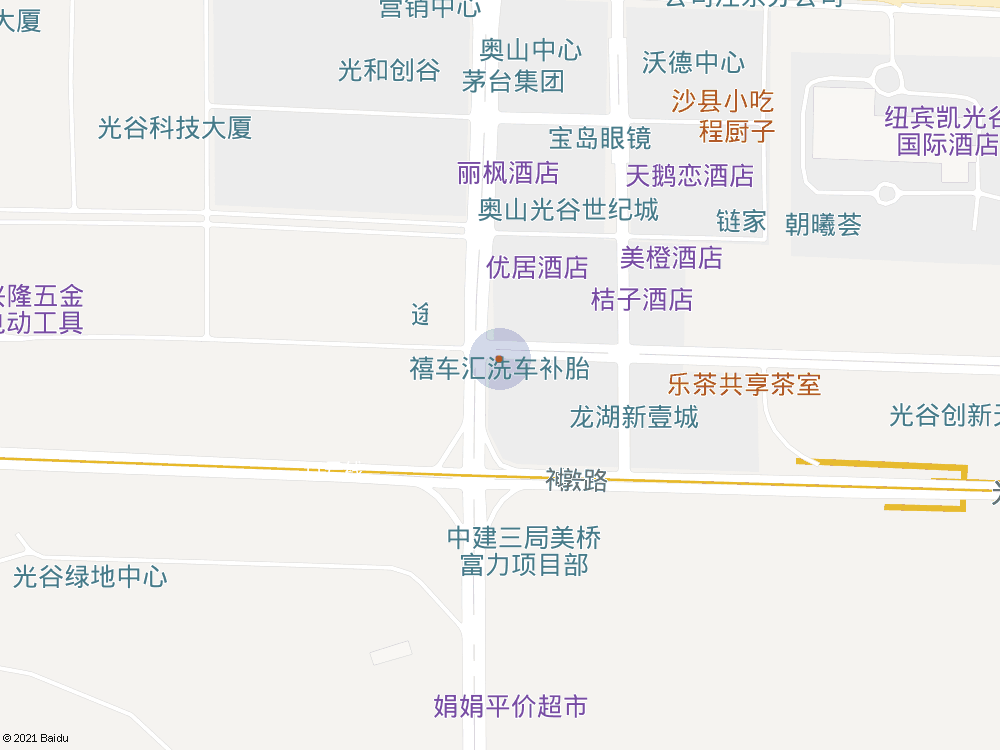 营销中心
大厦
奥山中心
沃德中心
光和创谷
茅台集团
沙县小吃
程厨子
纽宾凯光谷
国际酒店
光谷科技大厦
宝岛眼镜
丽枫酒店
天鹅恋酒店
奥山光谷世纪城
链家
朝曦荟
优居酒店
美橙酒店
桔子酒店
兴隆五金
电动工具
途
禧车汇洗车补胎
乐茶共享茶室
龙湖新壹城
光谷创新天
神墩路
中建三局美桥
富力项目部
光谷绿地中心
娟娟平价超市
© 2021 Baidu